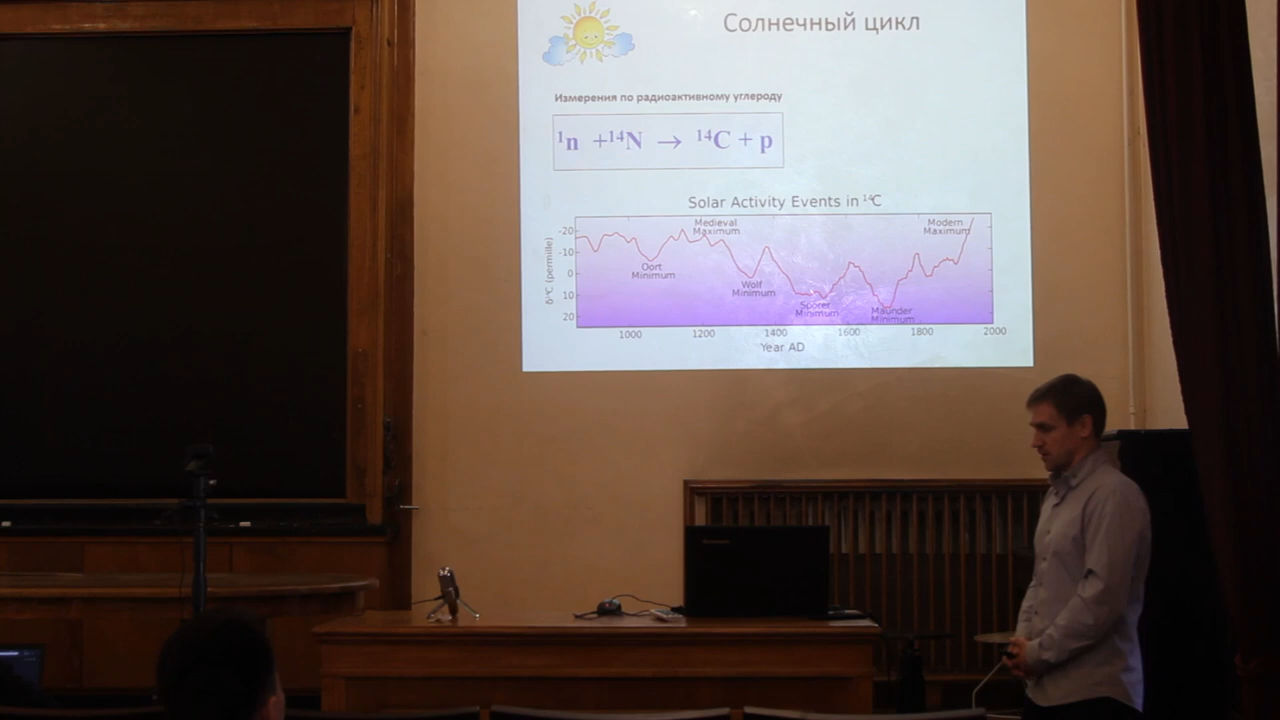 Солнечный цикл
Измерения по радиоактивному углероду
¹n +¹⁴N → ¹⁴C + p
Solar Activity Events in ¹⁴C
Medieval
Maximum
Modern
Maximum
Oort
Minimum
Wolf
Minimum
Spörer
Minimum
Maunder
Minimum
δ¹⁴C (permille)
-20
-10
0
10
20
1000
1200
1400
1600
1800
2000
Year AD